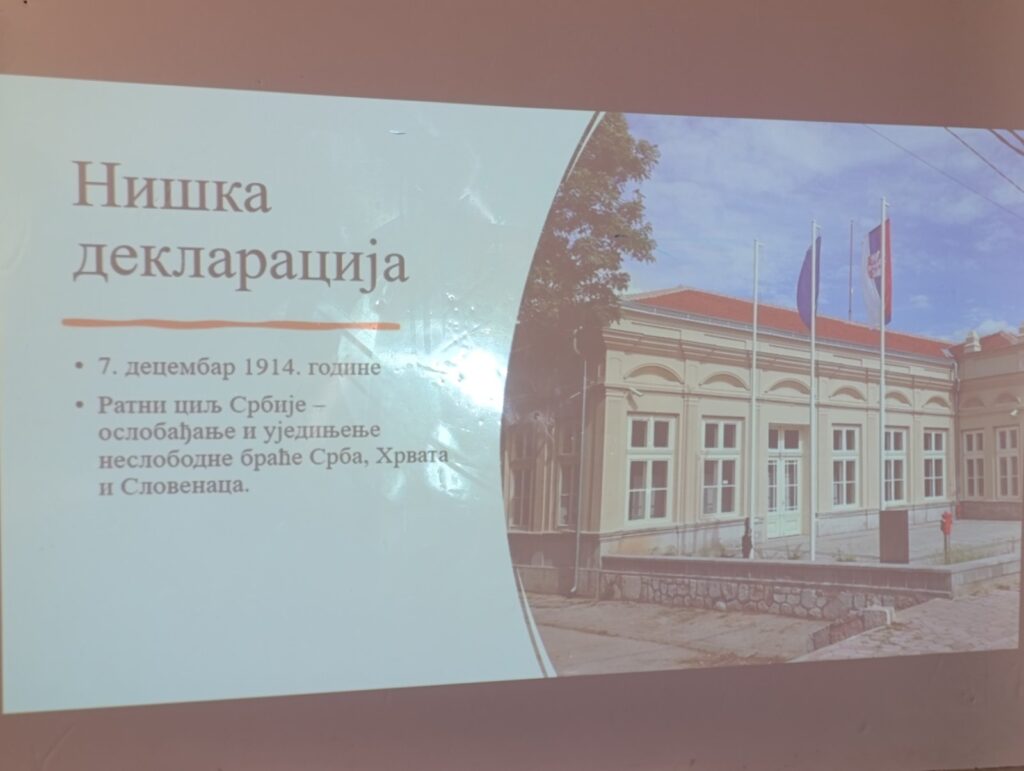 Нишка
декларација
• 7. децембар 1914. године
• Ратни циљ Србије –
ослобађање и уједињење
неслободне браће Срба, Хрвата
и Словенаца.